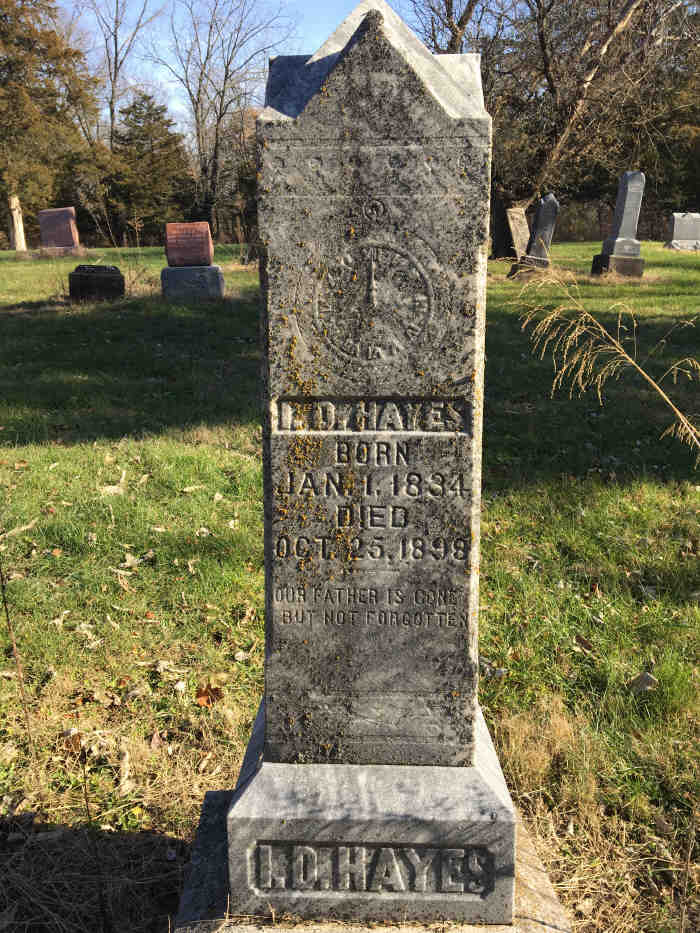 I. D. HAYES
BORN
JAN. 1. 1834
DIED
OCT. 25, 1898
OUR FATHER IS GONE
BUT NOT FORGOTTEN
I.D.HAYES